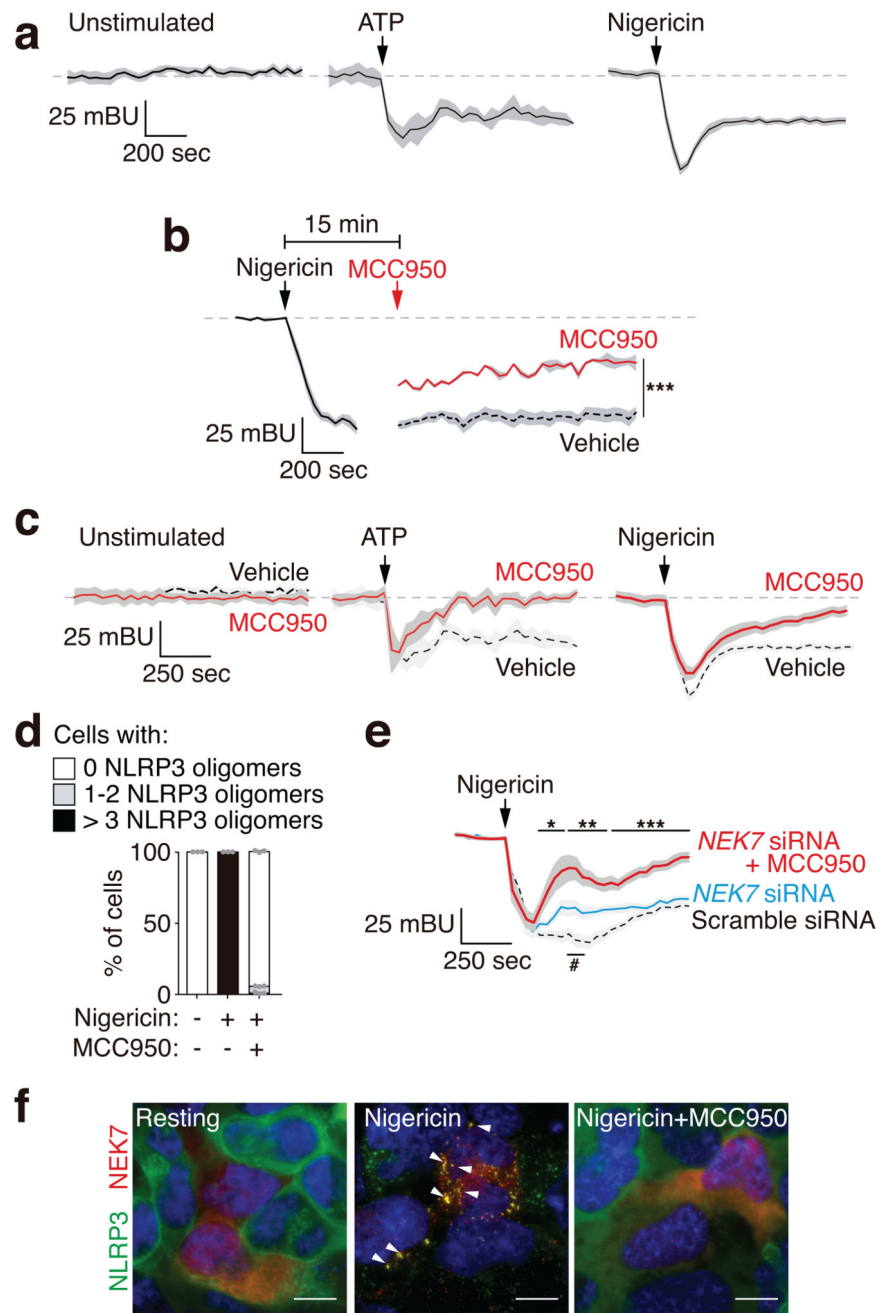 a
Unstimulated
ATP
Nigericin
25 mBU
200 sec
b
15 min
Nigericin MCC950
MCC950
***
25 mBU
200 sec
Vehicle
c
Unstimulated
ATP
Nigericin
Vehicle
MCC950
MCC950
MCC950
25 mBU
250 sec
Vehicle
Vehicle
d
Cells with:
0 NLRP3 oligomers
1-2 NLRP3 oligomers
> 3 NLRP3 oligomers
100
50
0
% of cells
Nigericin: - + +
MCC950: - - +
e
Nigericin
* ** ***
NEK7 siRNA
+ MCC950
NEK7 siRNA
Scramble siRNA
25 mBU
250 sec
#
f
Resting
Nigericin
Nigericin+MCC950
NLRP3 NEK7